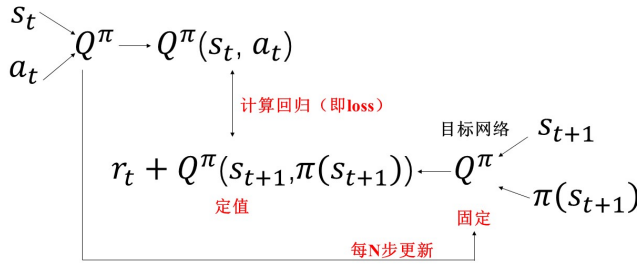 s_t
a_t
Q^π
Q^π(s_t, a_t)
计算回归（即loss）
目标网络
s_{t+1}
r_t + Q^π(s_{t+1},π(s_{t+1}))
Q^π
π(s_{t+1})
定值
固定
每N步更新